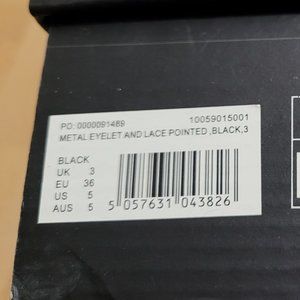 PO: 0000091469 10059015001
METAL EYELET AND LACE POINTED ,BLACK,3
BLACK
UK 3
EU 36
US 5
AUS 5
5 057631 043826